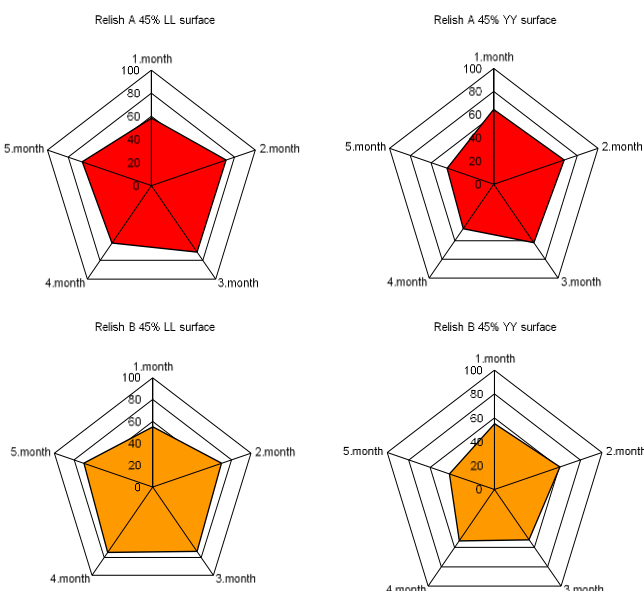 Relish A 45% LL surface
1.month
100
80
60
40
20
0
5.month
2.month
4.month
3.month
Relish A 45% YY surface
1.month
100
80
60
40
20
0
5.month
2.month
4.month
3.month
Relish B 45% LL surface
1.month
100
80
60
40
20
0
5.month
2.month
4.month
3.month
Relish B 45% YY surface
1.month
100
80
60
40
20
0
5.month
2.month
4.month
3.month